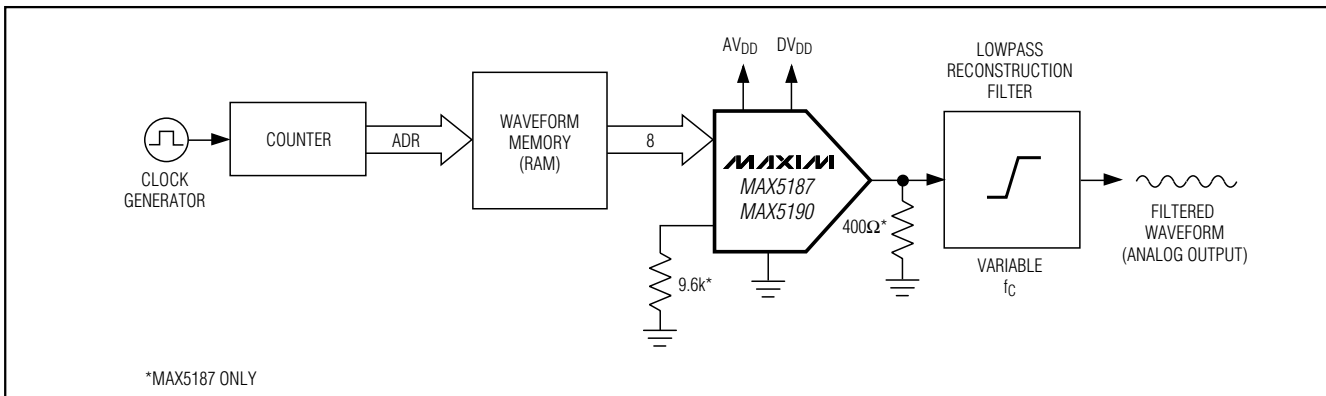 CLOCK
GENERATOR
COUNTER
ADR
WAVEFORM
MEMORY
(RAM)
8
AVDD
DVDD
MAXIM
MAX5187
MAX5190
9.6k*
400Ω*
LOWPASS
RECONSTRUCTION
FILTER
VARIABLE
fC
FILTERED
WAVEFORM
(ANALOG OUTPUT)
*MAX5187 ONLY